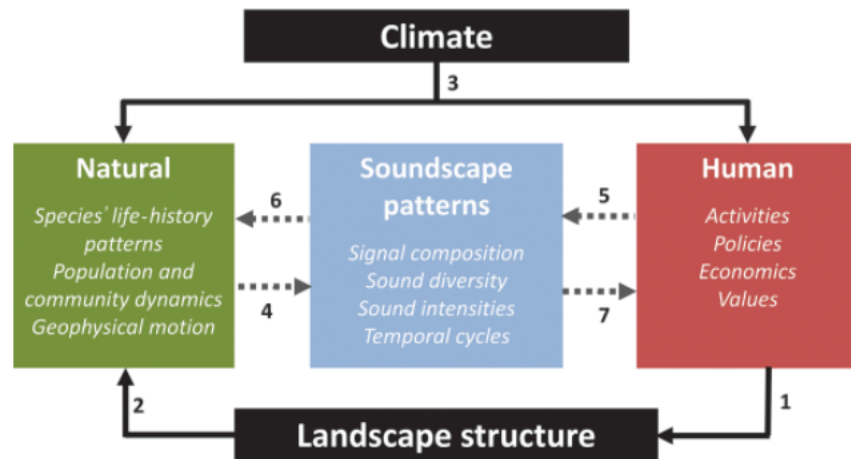 Climate
3
Natural
Species' life-history
patterns
Population and
community dynamics
Geophysical motion
6
4
Soundscape
patterns
Signal composition
Sound diversity
Sound intensities
Temporal cycles
5
7
Human
Activities
Policies
Economics
Values
2
Landscape structure
1